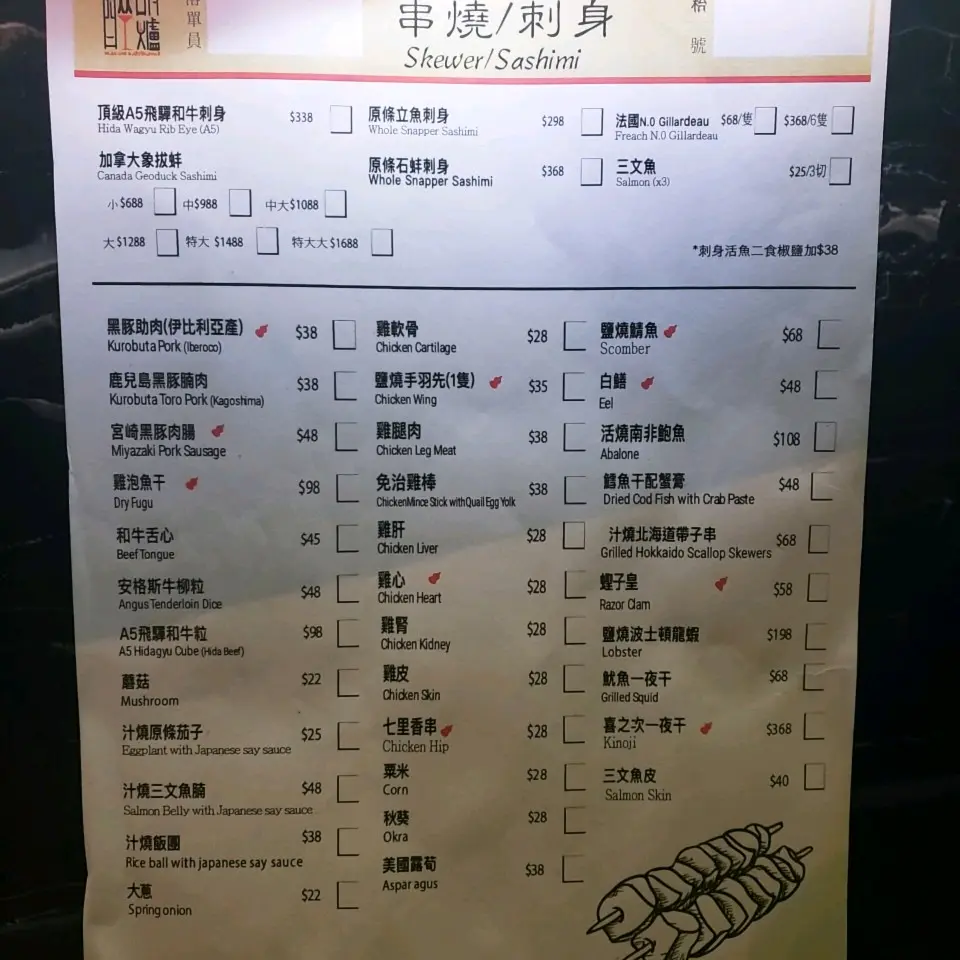 落單員
串燒/刺身
Skewer/Sashimi
枱號
頂級A5飛驒和牛刺身 $338
Hida Wagyu Rib Eye (A5)
原條立魚刺身 $298
Whole Snapper Sashimi
法國N.0 Gillardeau $68/隻 $368/6隻
Freach N.0 Gillardeau
加拿大象拔蚌
Canada Geoduck Sashimi
原條石蚌刺身 $368
Whole Snapper Sashimi
三文魚 $25/3切
Salmon (x3)
小$688 中$988 中大$1088
大$1288 特大 $1488 特大大$1688
*刺身活魚二食椒鹽加$38
黑豚助肉(伊比利亞產) $38
Kurobuta Pork (Iberoco)
鹿兒島黑豚腩肉 $38
Kurobuta Toro Pork (Kagoshima)
宮崎黑豚肉腸 $48
Miyazaki Pork Sausage
雞泡魚干 $98
Dry Fugu
和牛舌心 $45
Beef Tongue
安格斯牛柳粒 $48
Angus Tenderloin Dice
A5飛驒和牛粒 $98
A5 Hidagyu Cube (Hida Beef)
蘑菇 $22
Mushroom
汁燒原條茄子 $25
Eggplant with Japanese say sauce
汁燒三文魚腩 $48
Salmon Belly with Japanese say sauce
汁燒飯團 $38
Rice ball with japanese say sauce
大蔥 $22
Spring onion
雞軟骨 $28
Chicken Cartilage
鹽燒手羽先(1隻) $35
Chicken Wing
雞腿肉 $38
Chicken Leg Meat
免治雞棒 $38
Chicken Mince Stick with Quail Egg Yolk
雞肝 $28
Chicken Liver
雞心 $28
Chicken Heart
雞腎 $28
Chicken Kidney
雞皮 $28
Chicken Skin
七里香串 $28
Chicken Hip
粟米 $28
Corn
秋葵 $28
Okra
美國露荀 $38
Aspar agus
鹽燒鯖魚 $68
Scomber
白鱔 $48
Eel
活燒南非鮑魚 $108
Abalone
鱈魚干配蟹膏 $48
Dried Cod Fish with Crab Paste
汁燒北海道帶子串 $68
Grilled Hokkaido Scallop Skewers
蟶子皇 $58
Razor Clam
鹽燒波士頓龍蝦 $198
Lobster
魷魚一夜干 $68
Grilled Squid
喜之次一夜干 $368
Kinoji
三文魚皮 $40
Salmon Skin